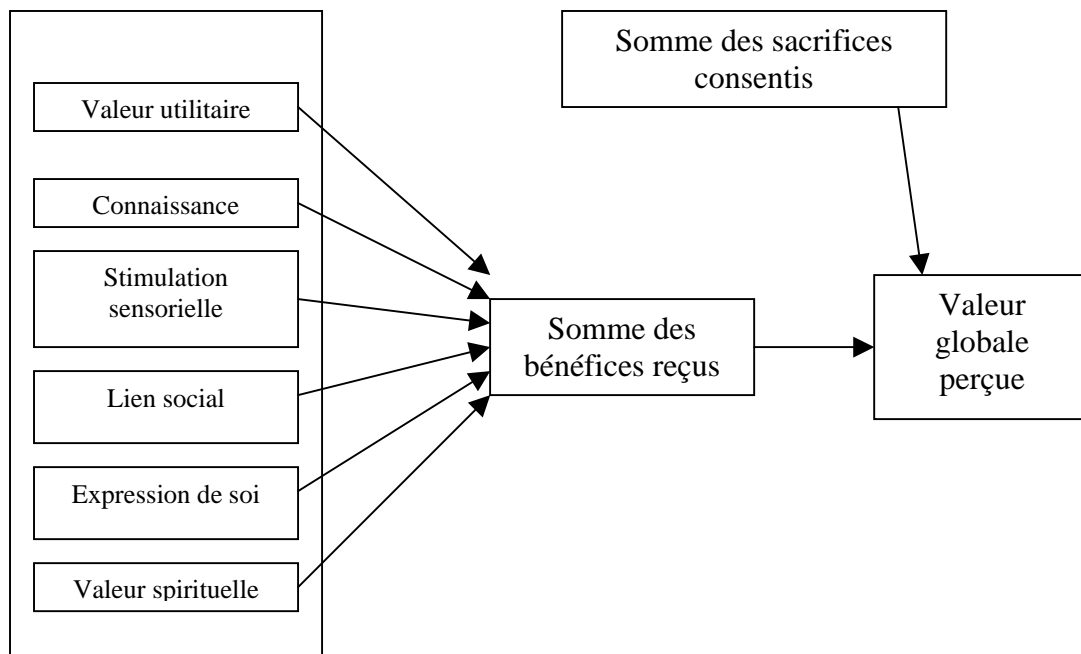 Valeur utilitaire
Connaissance
Stimulation
sensorielle
Lien social
Expression de soi
Valeur spirituelle
Somme des
bénéfices reçus
Somme des sacrifices
consentis
Valeur
globale
perçue